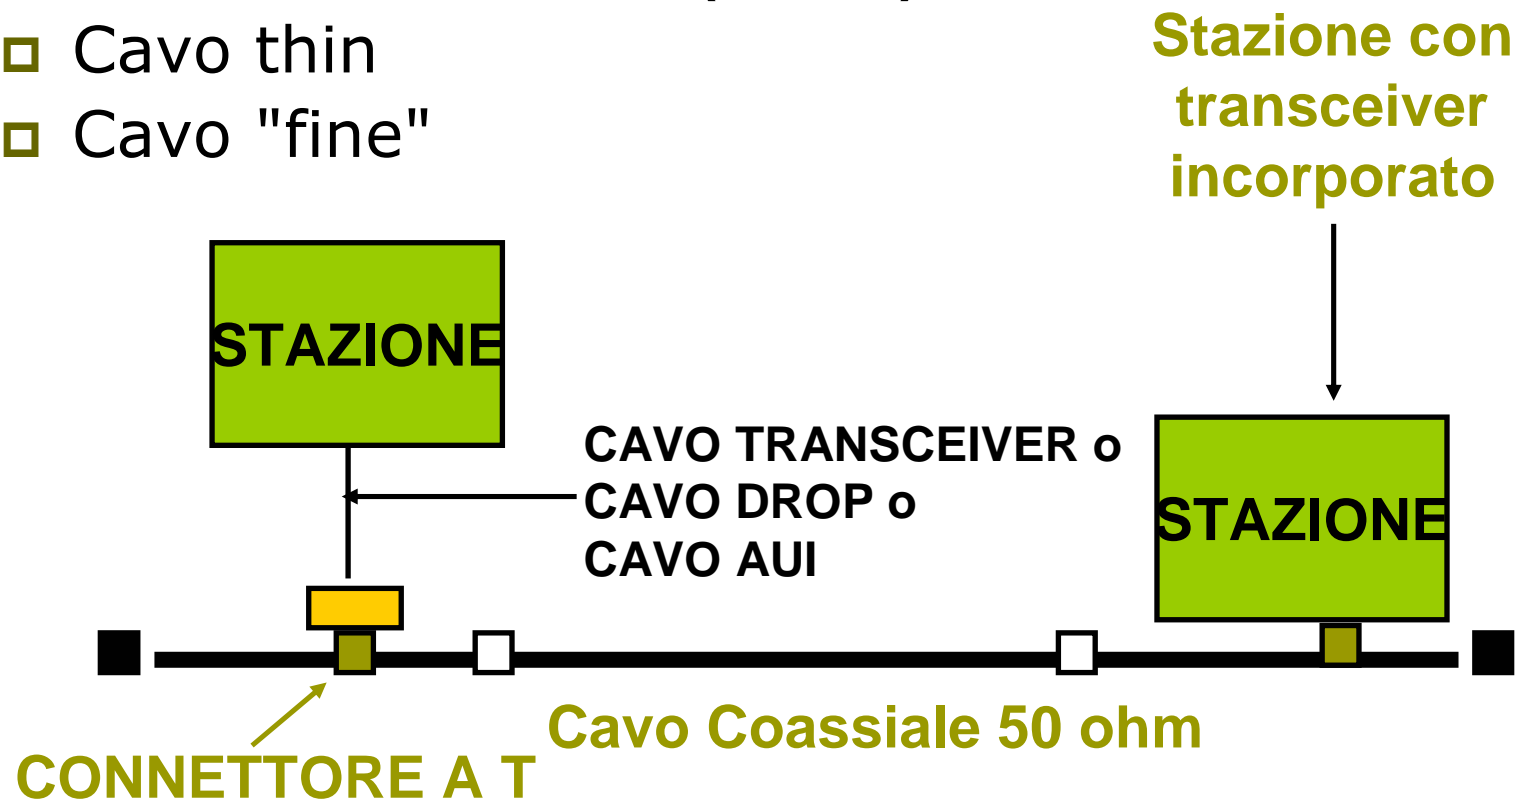 Cavo thin
Cavo "fine"
Stazione con
transceiver
incorporato
STAZIONE
CAVO TRANSCEIVER o
CAVO DROP o
CAVO AUI
STAZIONE
Cavo Coassiale 50 ohm
CONNETTORE A T